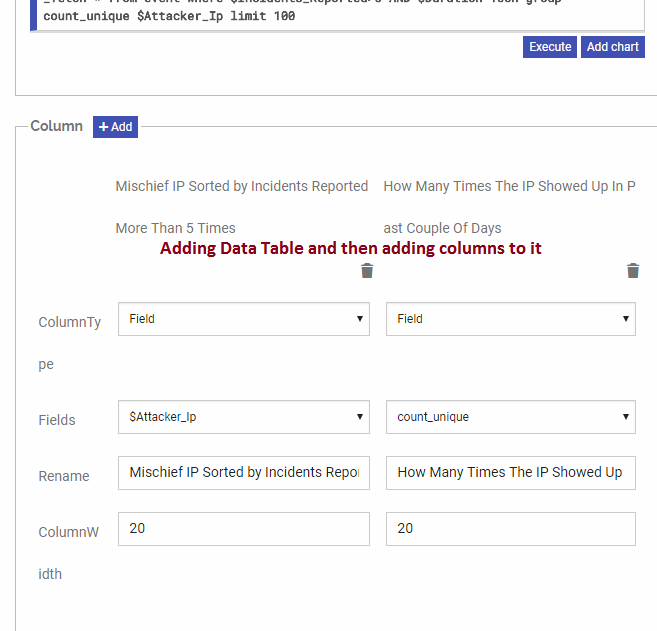 count_unique $Attacker_Ip limit 100
Execute Add chart
Column + Add
Mischief IP Sorted by Incidents Reported How Many Times The IP Showed Up In P
More Than 5 Times ast Couple Of Days
Adding Data Table and then adding columns to it
ColumnTy Field Field
pe
Fields $Attacker_Ip count_unique
Rename Mischief IP Sorted by Incidents Repo How Many Times The IP Showed Up
ColumnW 20 20
idth